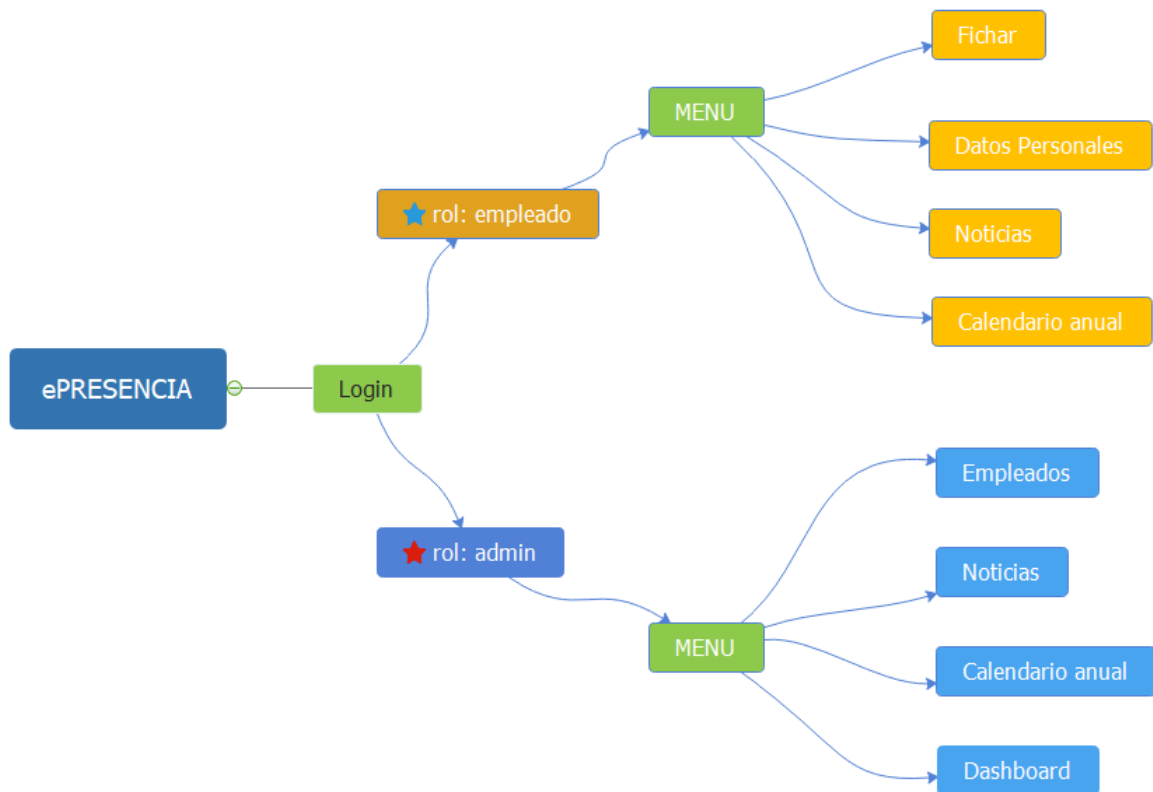 ePRESENCIA
Login
rol: empleado
MENU
Fichar
Datos Personales
Noticias
Calendario anual
rol: admin
MENU
Empleados
Noticias
Calendario anual
Dashboard